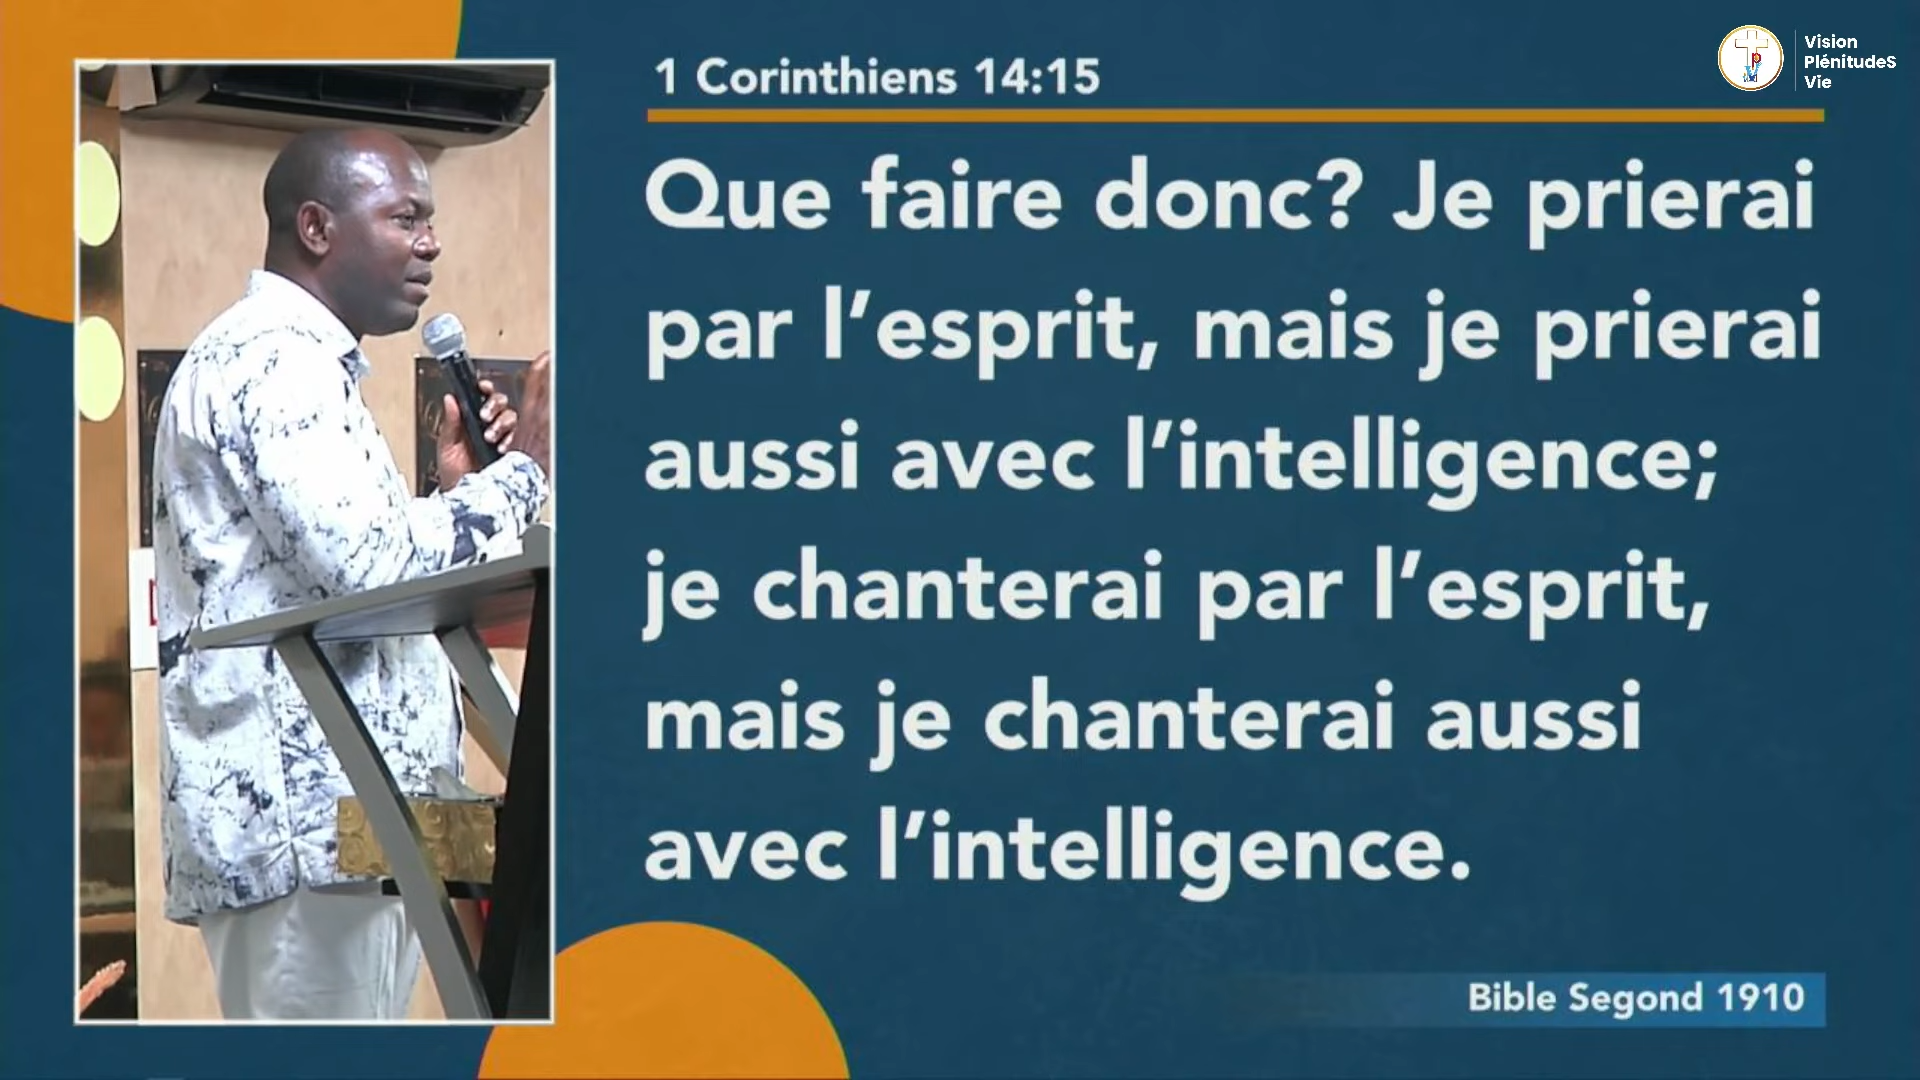 1 Corinthiens 14:15
Vision
PlénitudeS
Vie
Que faire donc? Je prierai
par l’esprit, mais je prierai
aussi avec l’intelligence;
je chanterai par l’esprit,
mais je chanterai aussi
avec l’intelligence.
Bible Segond 1910